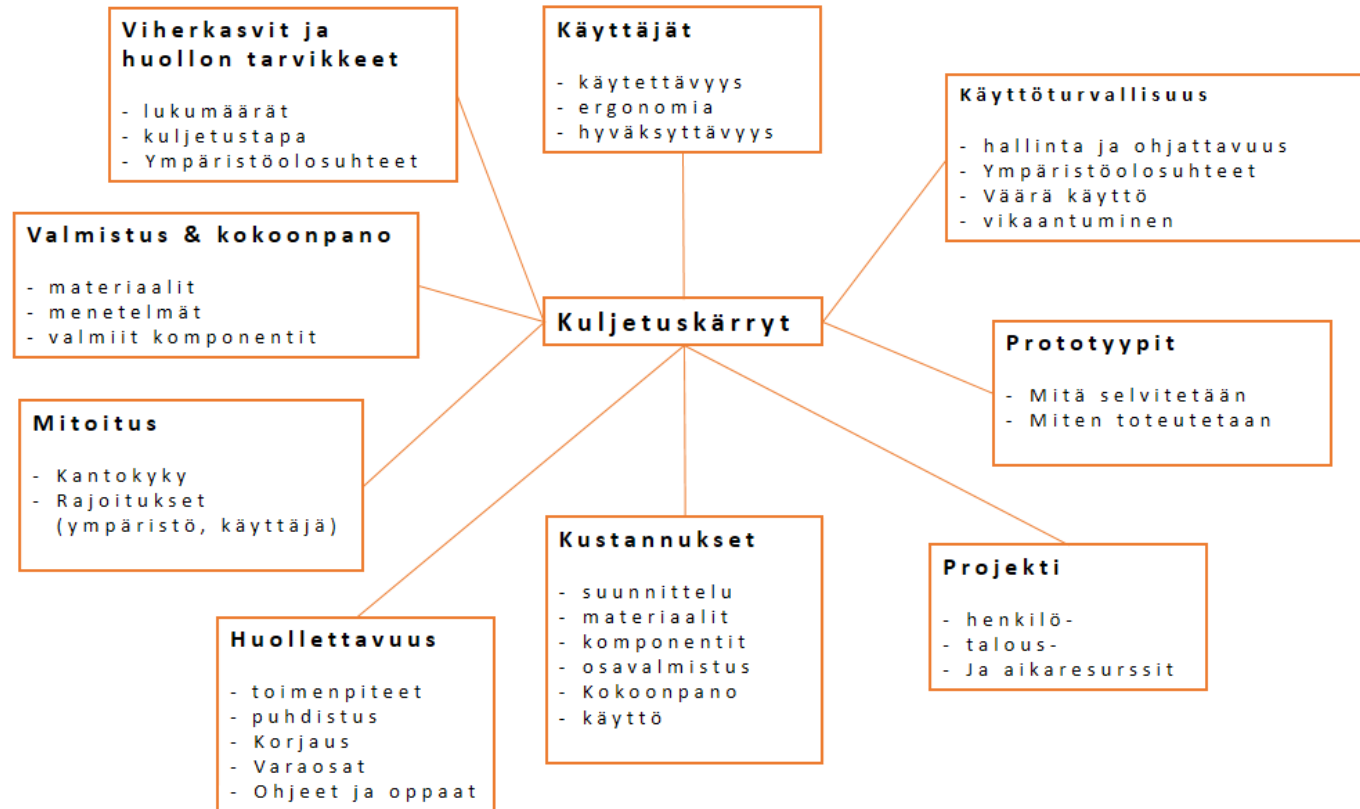 Viherkasvit ja
huollon tarvikkeet
- lukumäärät
- kuljetustapa
- Ympäristöolosuhteet
Käyttäjät
- käytettävyys
- ergonomia
- hyväksyttävyys
Käyttöturvallisuus
- hallinta ja ohjattavuus
- Ympäristöolosuhteet
- Väärä käyttö
- vikaantuminen
Valmistus & kokoonpano
- materiaalit
- menetelmät
- valmiit komponentit
Kuljetuskärryt
Prototyypit
- Mitä selvitetään
- Miten toteutetaan
Mitoitus
- Kantokyky
- Rajoitukset
(ympäristö, käyttäjä)
Kustannukset
- suunnittelu
- materiaalit
- komponentit
- osavalmistus
- Kokoonpano
- käyttö
Projekti
- henkilö-
- talous-
- Ja aikaresurssit
Huollettavuus
- toimenpiteet
- puhdistus
- Korjaus
- Varaosat
- Ohjeet ja oppaat